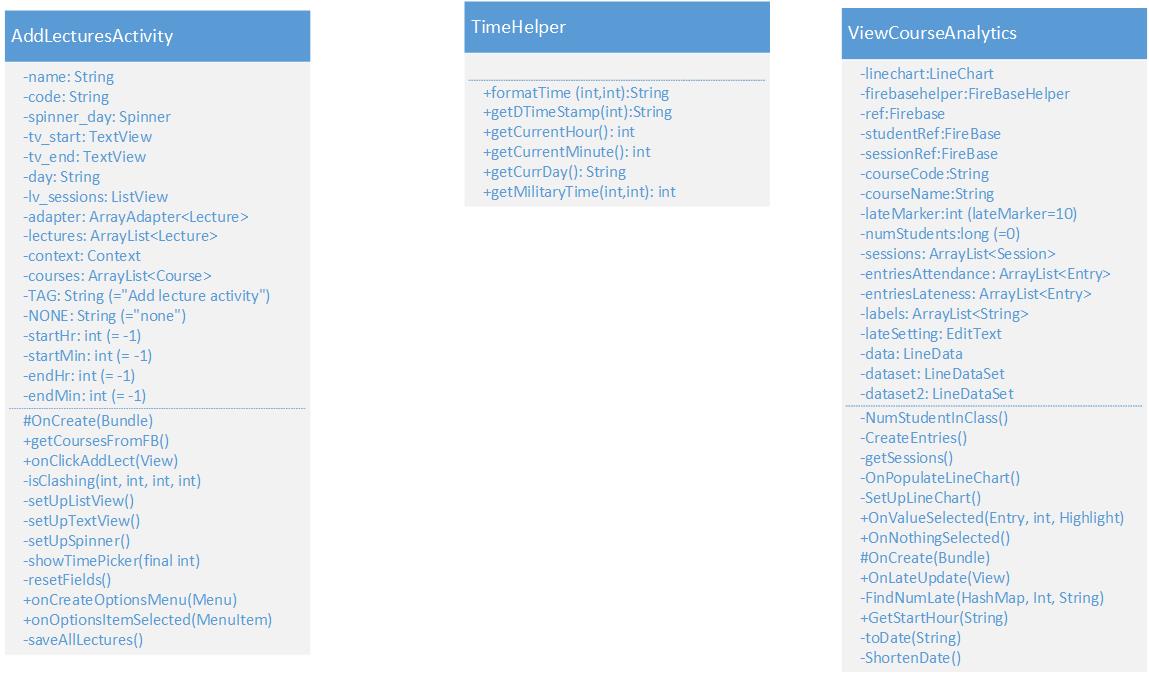 AddLecturesActivity
-name: String
-code: String
-spinner_day: Spinner
-tv_start: TextView
-tv_end: TextView
-day: String
-lv_sessions: ListView
-adapter: ArrayAdapter<Lecture>
-lectures: ArrayList<Lecture>
-context: Context
-courses: ArrayList<Course>
-TAG: String (="Add lecture activity")
-NONE: String (="none")
-startHr: int (= -1)
-startMin: int (= -1)
-endHr: int (= -1)
-endMin: int (= -1)
#OnCreate(Bundle)
+getCoursesFromFB()
+onClickAddLect(View)
-isClashing(int, int, int, int)
-setUpListView()
-setUpTextView()
-setUpSpinner()
-showTimePicker(final int)
-resetFields()
+onCreateOptionsMenu(Menu)
+onOptionsItemSelected(MenuItem)
-saveAllLectures()
TimeHelper
+formatTime (int,int):String
+getDTimeStamp(int):String
+getCurrentHour(): int
+getCurrentMinute(): int
+getCurrDay(): String
+getMilitaryTime(int,int): int
ViewCourseAnalytics
-linechart:LineChart
-firebasehelper:FireBaseHelper
-ref:Firebase
-studentRef:FireBase
-sessionRef:FireBase
-courseCode:String
-courseName:String
-lateMarker:int (lateMarker=10)
-numStudents:long (=0)
-sessions: ArrayList<Session>
-entriesAttendance: ArrayList<Entry>
-entriesLateness: ArrayList<Entry>
-labels: ArrayList<String>
-lateSetting: EditText
-data: LineData
-dataset: LineDataSet
-dataset2: LineDataSet
-NumStudentInClass()
-CreateEntries()
-getSessions()
-OnPopulateLineChart()
-SetUpLineChart()
+OnValueSelected(Entry, int, Highlight)
+OnNothingSelected()
#OnCreate(Bundle)
+OnLateUpdate(View)
-FindNumLate(HashMap, Int, String)
+GetStartHour(String)
-toDate(String)
-ShortenDate()